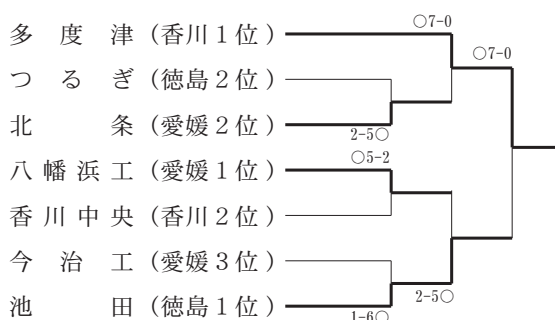 ○7-0
多度津(香川1位)
○7-0
つるぎ(徳島2位)
北条(愛媛2位)
2-5○
八幡浜工(愛媛1位)
○5-2
香川中央(香川2位)
今治工(愛媛3位)
池田(徳島1位)
2-5○
1-6○